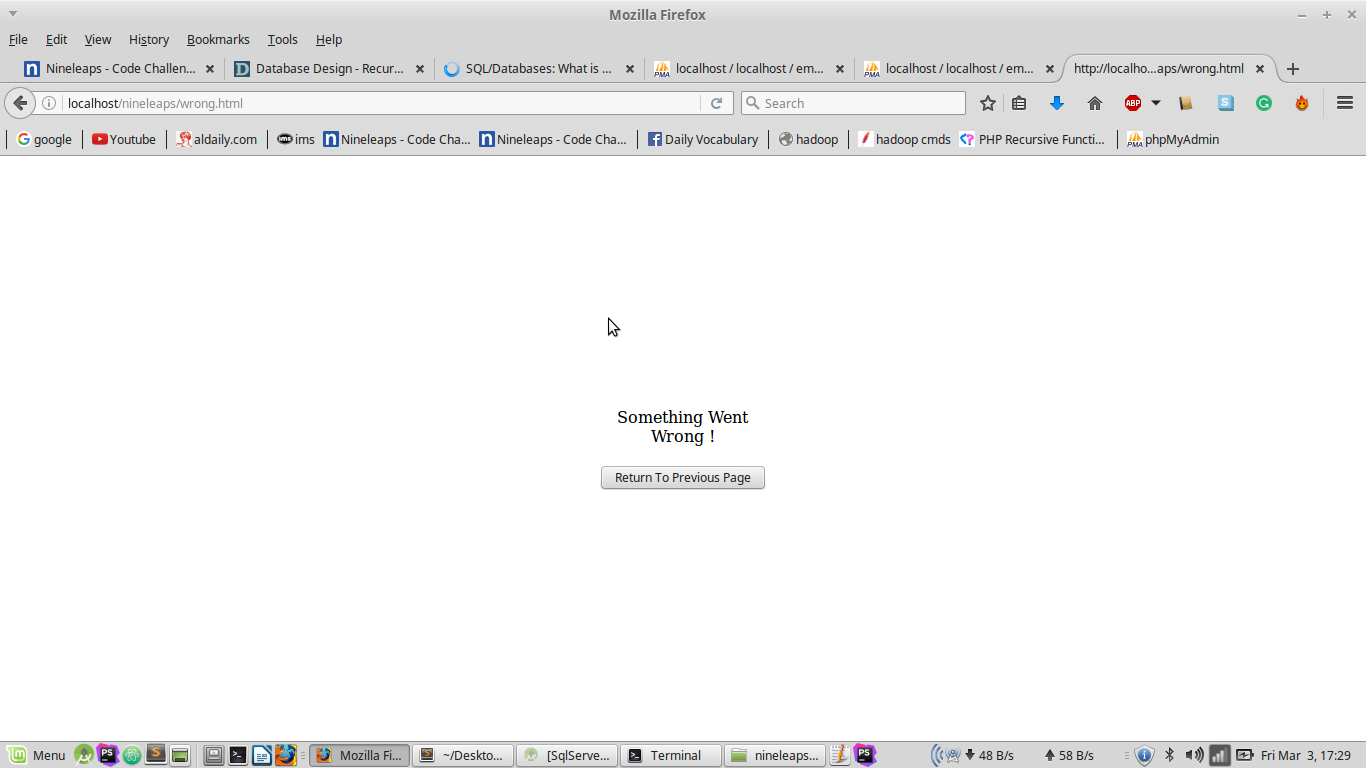 Mozilla Firefox
File Edit View History Bookmarks Tools Help
Nineleaps - Code Challen... Database Design - Recur... SQL/Databases: What is ... localhost / localhost / em... localhost / localhost / em... http://localho...aps/wrong.html
localhost/nineleaps/wrong.html Search ABP
google Youtube aldaily.com ims Nineleaps - Code Cha... Nineleaps - Code Cha... Daily Vocabulary hadoop hadoop cmds PHP Recursive Functi... phpMyAdmin
Something Went
Wrong !
Return To Previous Page
Menu Mozilla Fi... ~/Deskto... [SqlServe... Terminal nineleaps... 48 B/s 58 B/s Fri Mar 3, 17:29